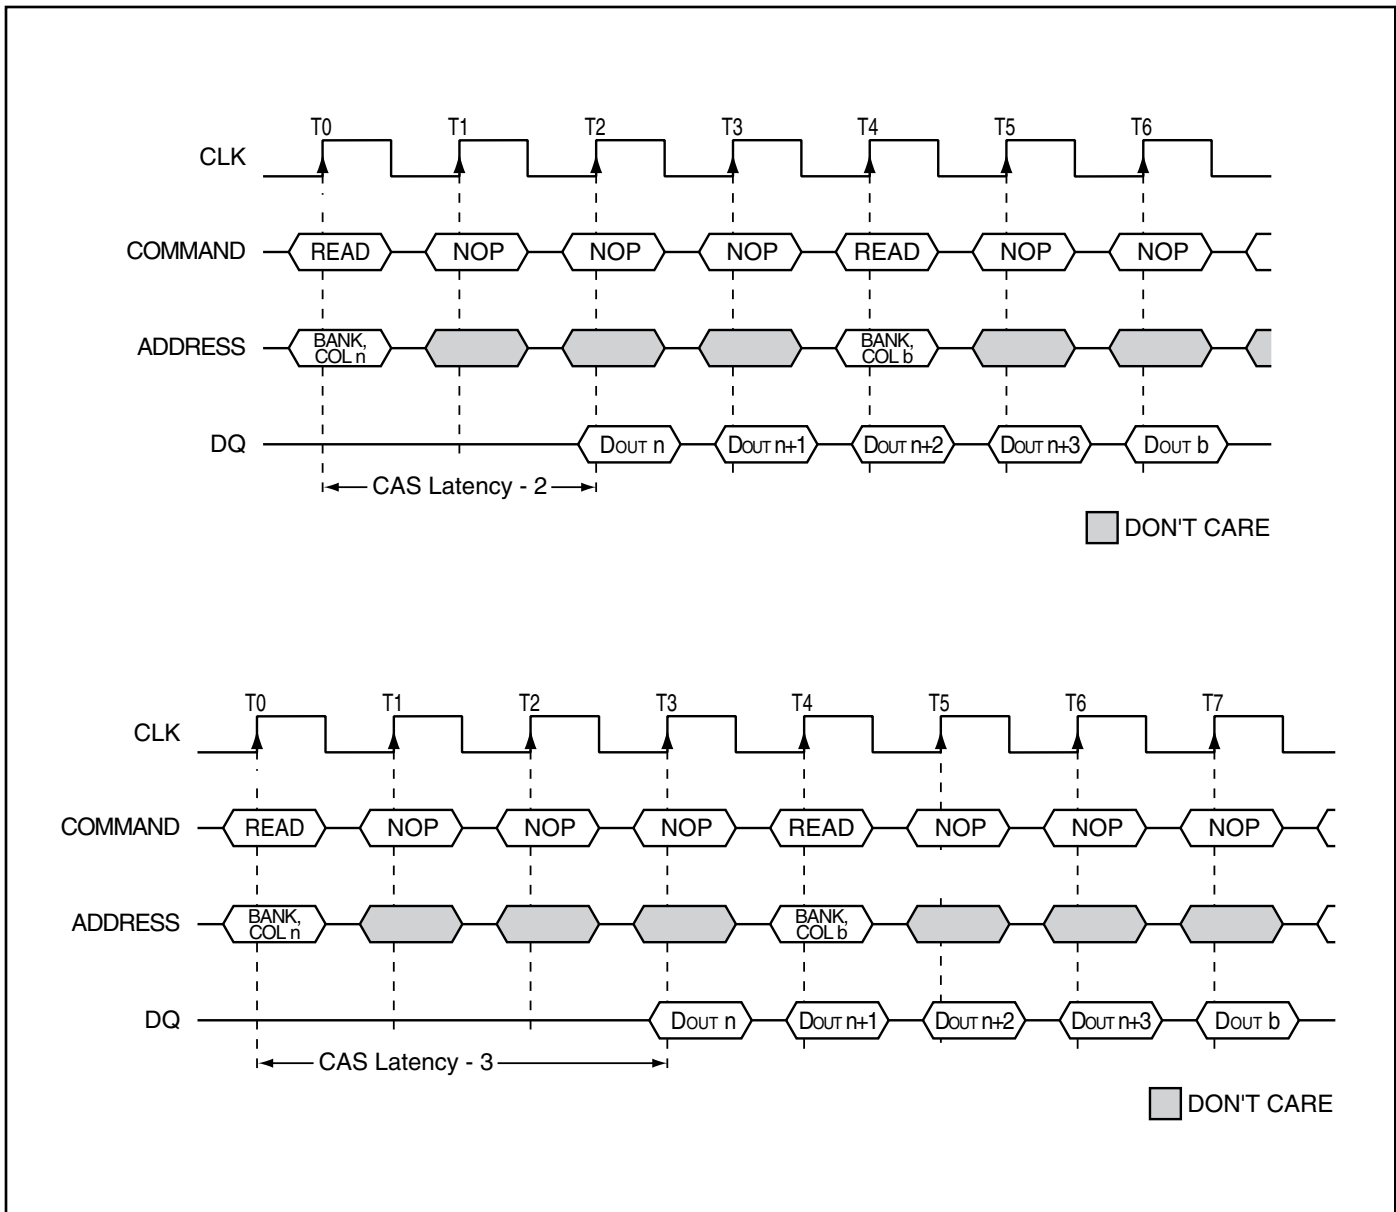 T0 T1 T2 T3 T4 T5 T6
CLK
COMMAND READ NOP NOP NOP READ NOP NOP
ADDRESS BANK, COL n BANK, COL b
DQ DOUT n DOUT n+1 DOUT n+2 DOUT n+3 DOUT b
CAS Latency - 2
DON'T CARE
T0 T1 T2 T3 T4 T5 T6 T7
CLK
COMMAND READ NOP NOP NOP READ NOP NOP NOP
ADDRESS BANK, COL n BANK, COL b
DQ DOUT n DOUT n+1 DOUT n+2 DOUT n+3 DOUT b
CAS Latency - 3
DON'T CARE